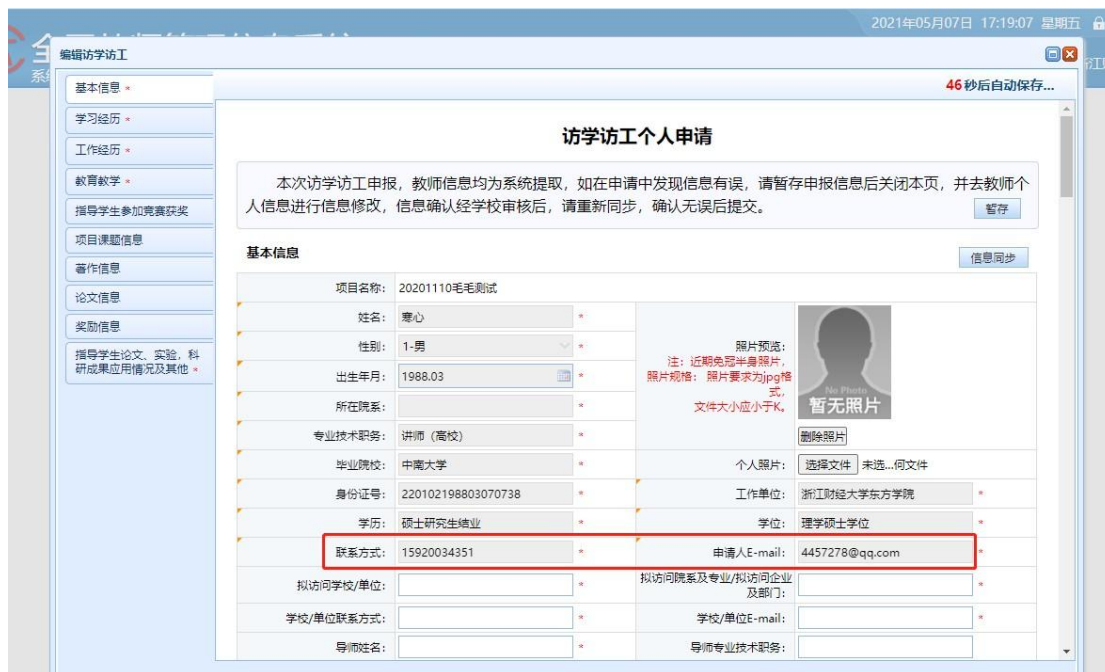 2021年05月07日 17:19:07 星期五
编辑访学访工
基本信息 *
46秒后自动保存...
学习经历 *
工作经历 *
教育教学 *
指导学生参加竞赛获奖
项目课题信息
著作信息
论文信息
奖励信息
指导学生论文、实验，科
研成果应用情况及其他 *
访学访工个人申请
本次访学访工申报，教师信息均为系统提取，如在申请中发现信息有误，请暂存申报信息后关闭本页，并去教师个
人信息进行信息修改，信息确认经学校审核后，请重新同步，确认无误后提交。
暂存
基本信息
信息同步
项目名称: 20201110毛毛测试
姓名: 寒心 *
性别: 1-男 *
出生年月: 1988.03 *
所在院系: *
专业技术职务: 讲师（高校） *
照片预览:
注：近期免冠半身照片，
照片规格： 照片要求为jpg格
式，
文件大小应小于K。
No Photo
暂无照片
删除照片
毕业院校: 中南大学 *
个人照片: 选择文件 未选...何文件
身份证号: 220102198803070738 *
工作单位: 浙江财经大学东方学院 *
学历: 硕士研究生结业 *
学位: 理学硕士学位 *
联系方式: 15920034351 *
申请人E-mail: 4457278@qq.com *
拟访问学校/单位: *
拟访问院系及专业/拟访问企业
及部门: *
学校/单位联系方式: *
学校/单位E-mail: *
导师姓名: *
导师专业技术职务: